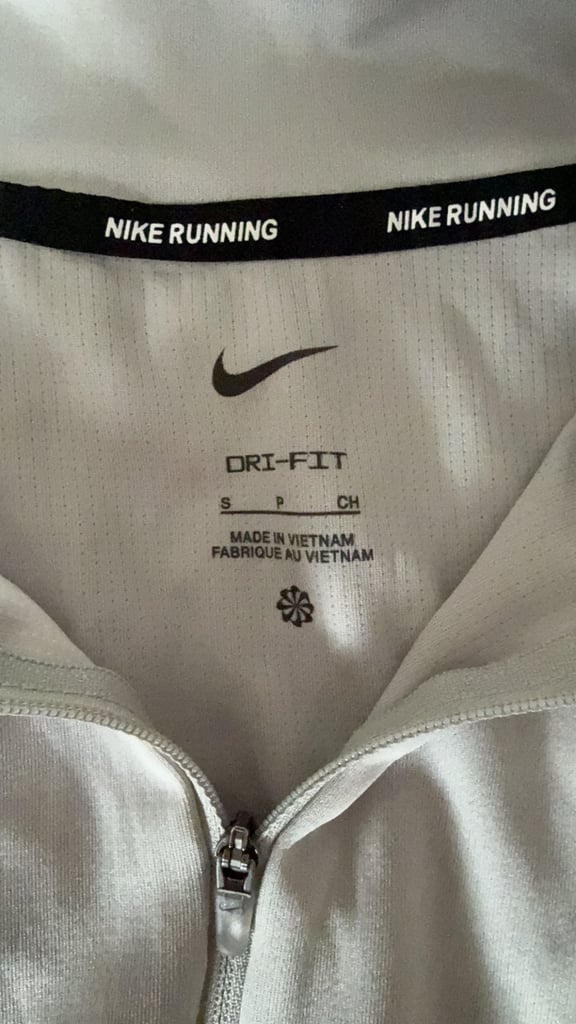 NIKE RUNNING NIKE RUNNING
DRI-FIT
S P CH
MADE IN VIETNAM
FABRIQUE AU VIETNAM